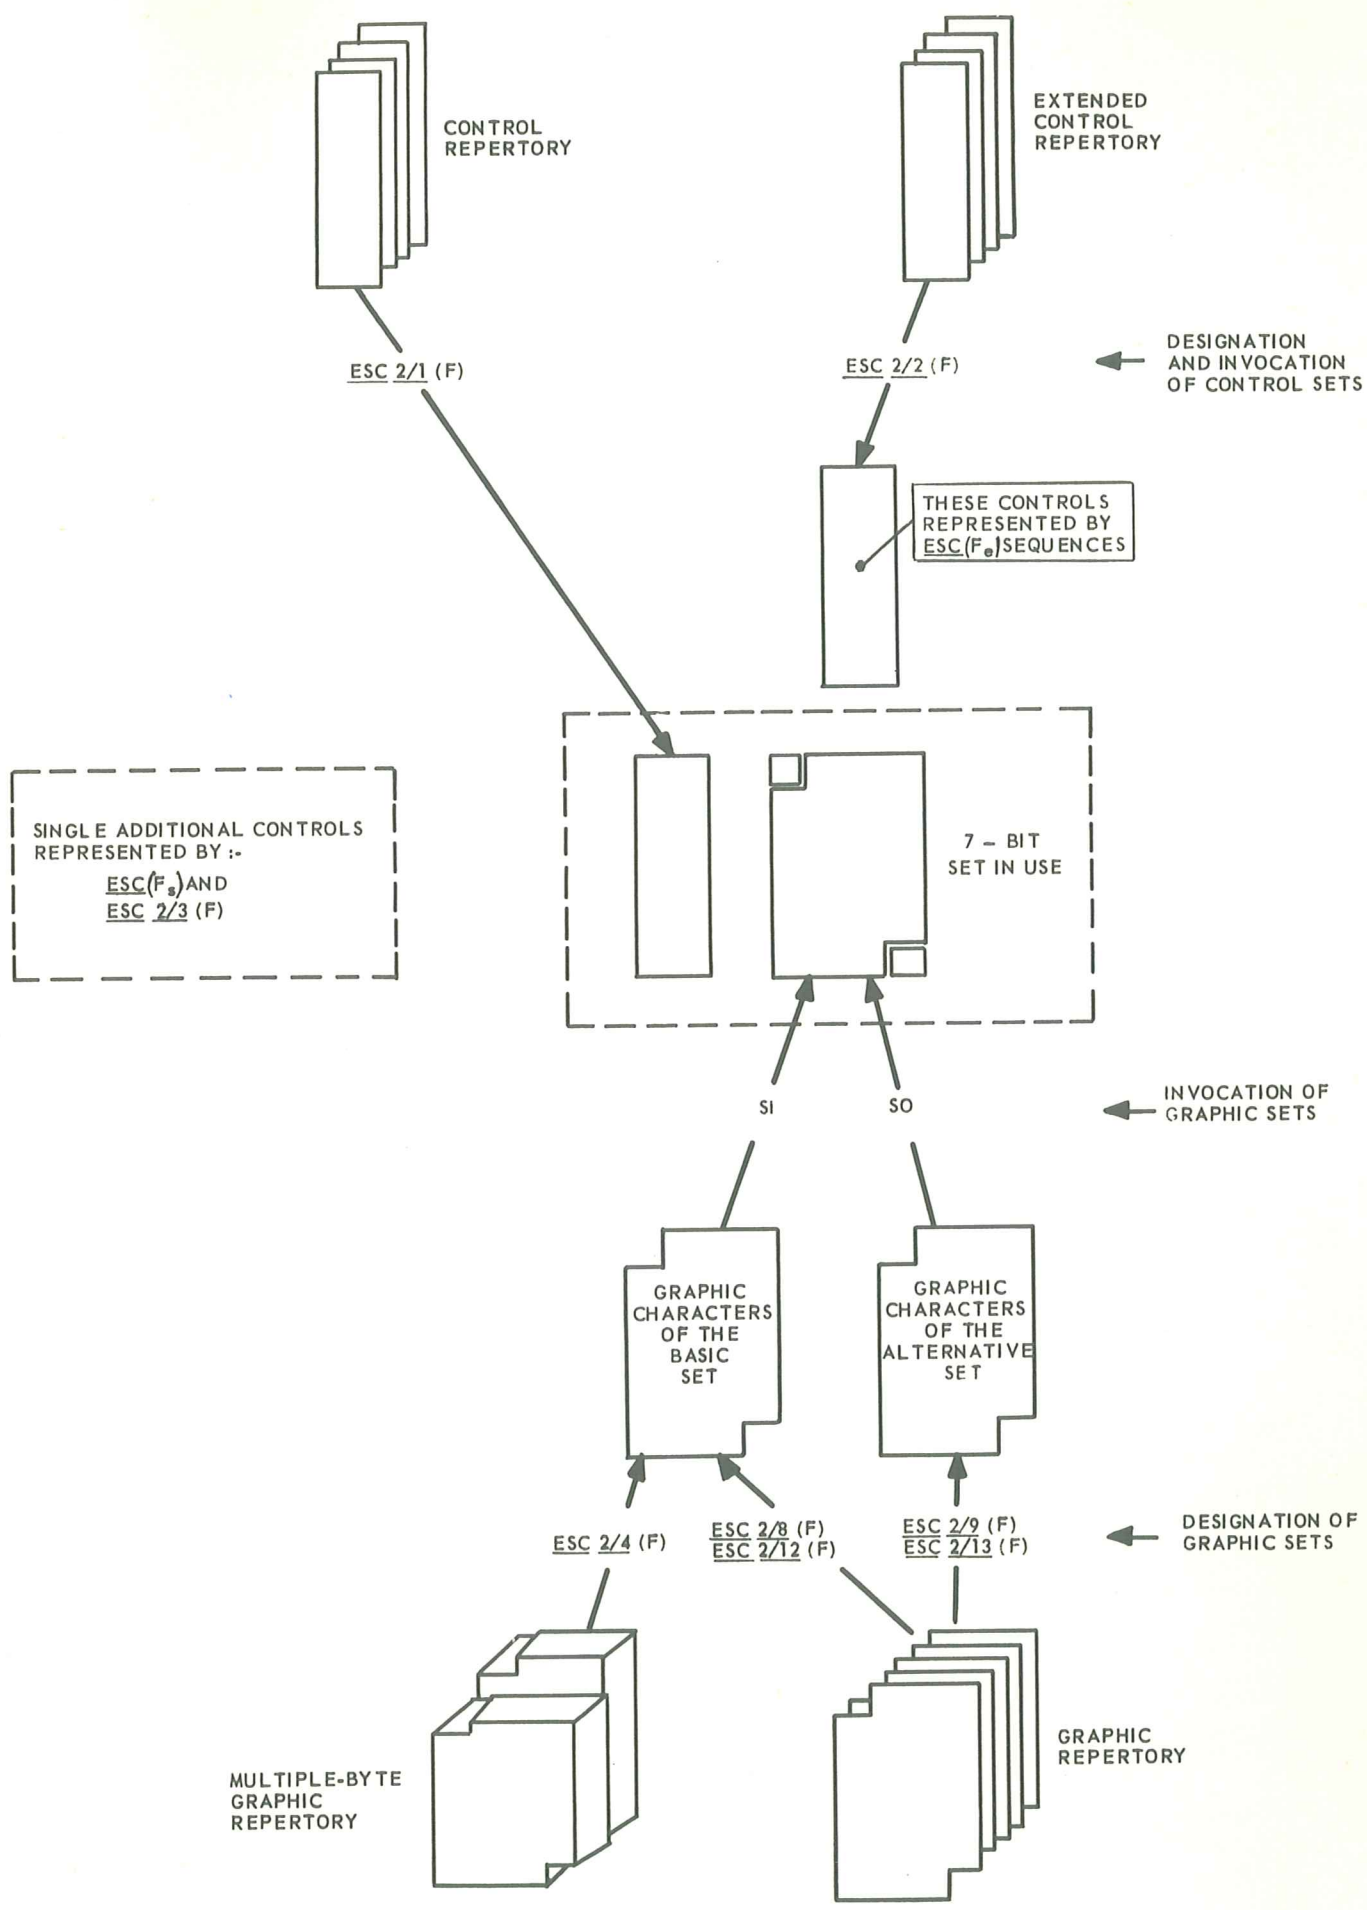 CONTROL
REPERTORY
EXTENDED
CONTROL
REPERTORY
ESC 2/1 (F)
ESC 2/2 (F)
DESIGNATION
AND INVOCATION
OF CONTROL SETS
THESE CONTROLS
REPRESENTED BY
ESC(Fe)SEQUENCES
SINGLE ADDITIONAL CONTROLS
REPRESENTED BY :-
ESC(Fs)AND
ESC 2/3 (F)
7 – BIT
SET IN USE
SI
SO
INVOCATION OF
GRAPHIC SETS
GRAPHIC
CHARACTERS
OF THE
BASIC
SET
GRAPHIC
CHARACTERS
OF THE
ALTERNATIVE
SET
ESC 2/4 (F)
ESC 2/8 (F)
ESC 2/12 (F)
ESC 2/9 (F)
ESC 2/13 (F)
DESIGNATION OF
GRAPHIC SETS
MULTIPLE-BYTE
GRAPHIC
REPERTORY
GRAPHIC
REPERTORY